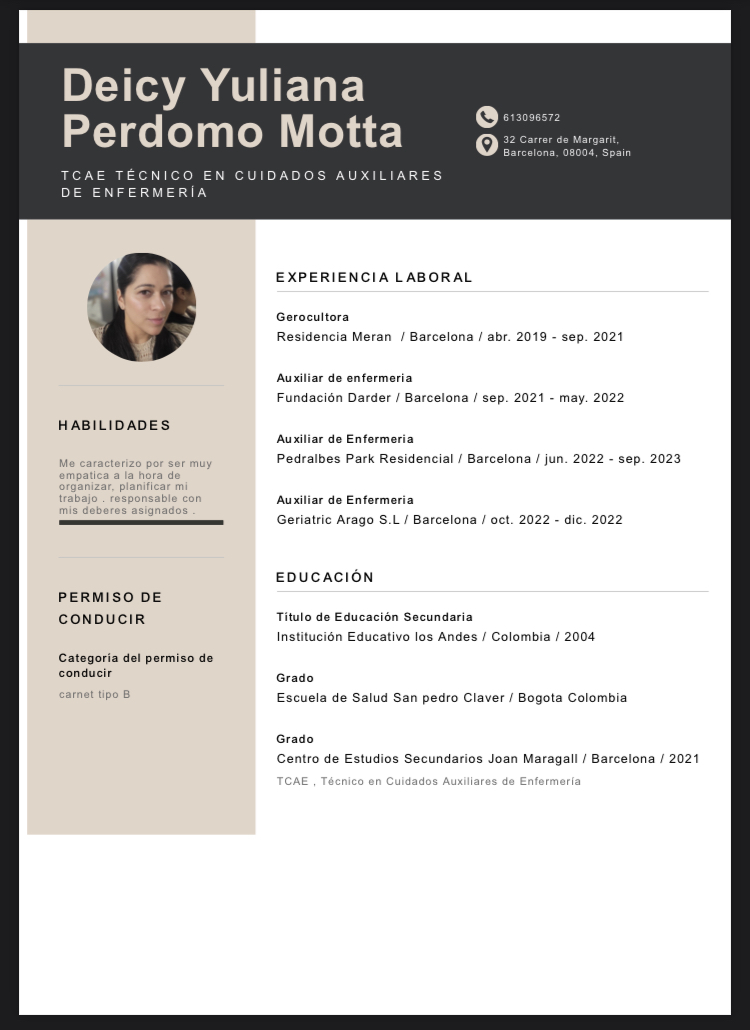 Deicy Yuliana
Perdomo Motta
TCAE TÉCNICO EN CUIDADOS AUXILIARES
DE ENFERMERÍA
613096572
32 Carrer de Margarit,
Barcelona, 08004, Spain
HABILIDADES
Me caracterizo por ser muy
empatica a la hora de
organizar, planificar mi
trabajo . responsable con
mis deberes asignados .
PERMISO DE
CONDUCIR
Categoría del permiso de
conducir
carnet tipo B
EXPERIENCIA LABORAL
Gerocultora
Residencia Meran / Barcelona / abr. 2019 - sep. 2021
Auxiliar de enfermeria
Fundación Darder / Barcelona / sep. 2021 - may. 2022
Auxiliar de Enfermeria
Pedralbes Park Residencial / Barcelona / jun. 2022 - sep. 2023
Auxiliar de Enfermeria
Geriatric Arago S.L / Barcelona / oct. 2022 - dic. 2022
EDUCACIÓN
Título de Educación Secundaria
Institución Educativo los Andes / Colombia / 2004
Grado
Escuela de Salud San pedro Claver / Bogota Colombia
Grado
Centro de Estudios Secundarios Joan Maragall / Barcelona / 2021
TCAE , Técnico en Cuidados Auxiliares de Enfermería